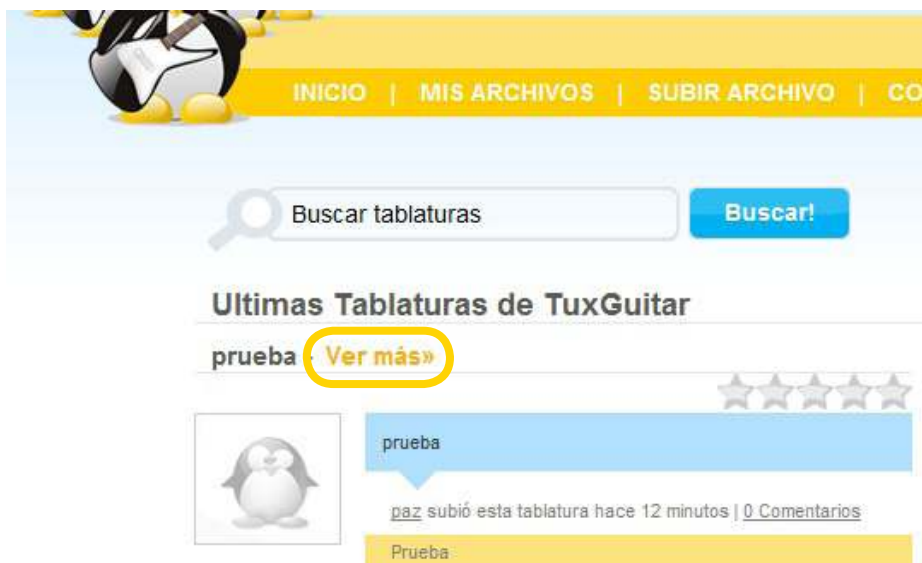 INICIO | MIS ARCHIVOS | SUBIR ARCHIVO | CO
Buscar tablaturas
Buscar!
Ultimas Tablaturas de TuxGuitar
prueba - Ver más»
prueba
paz subió esta tablatura hace 12 minutos | 0 Comentarios
Prueba